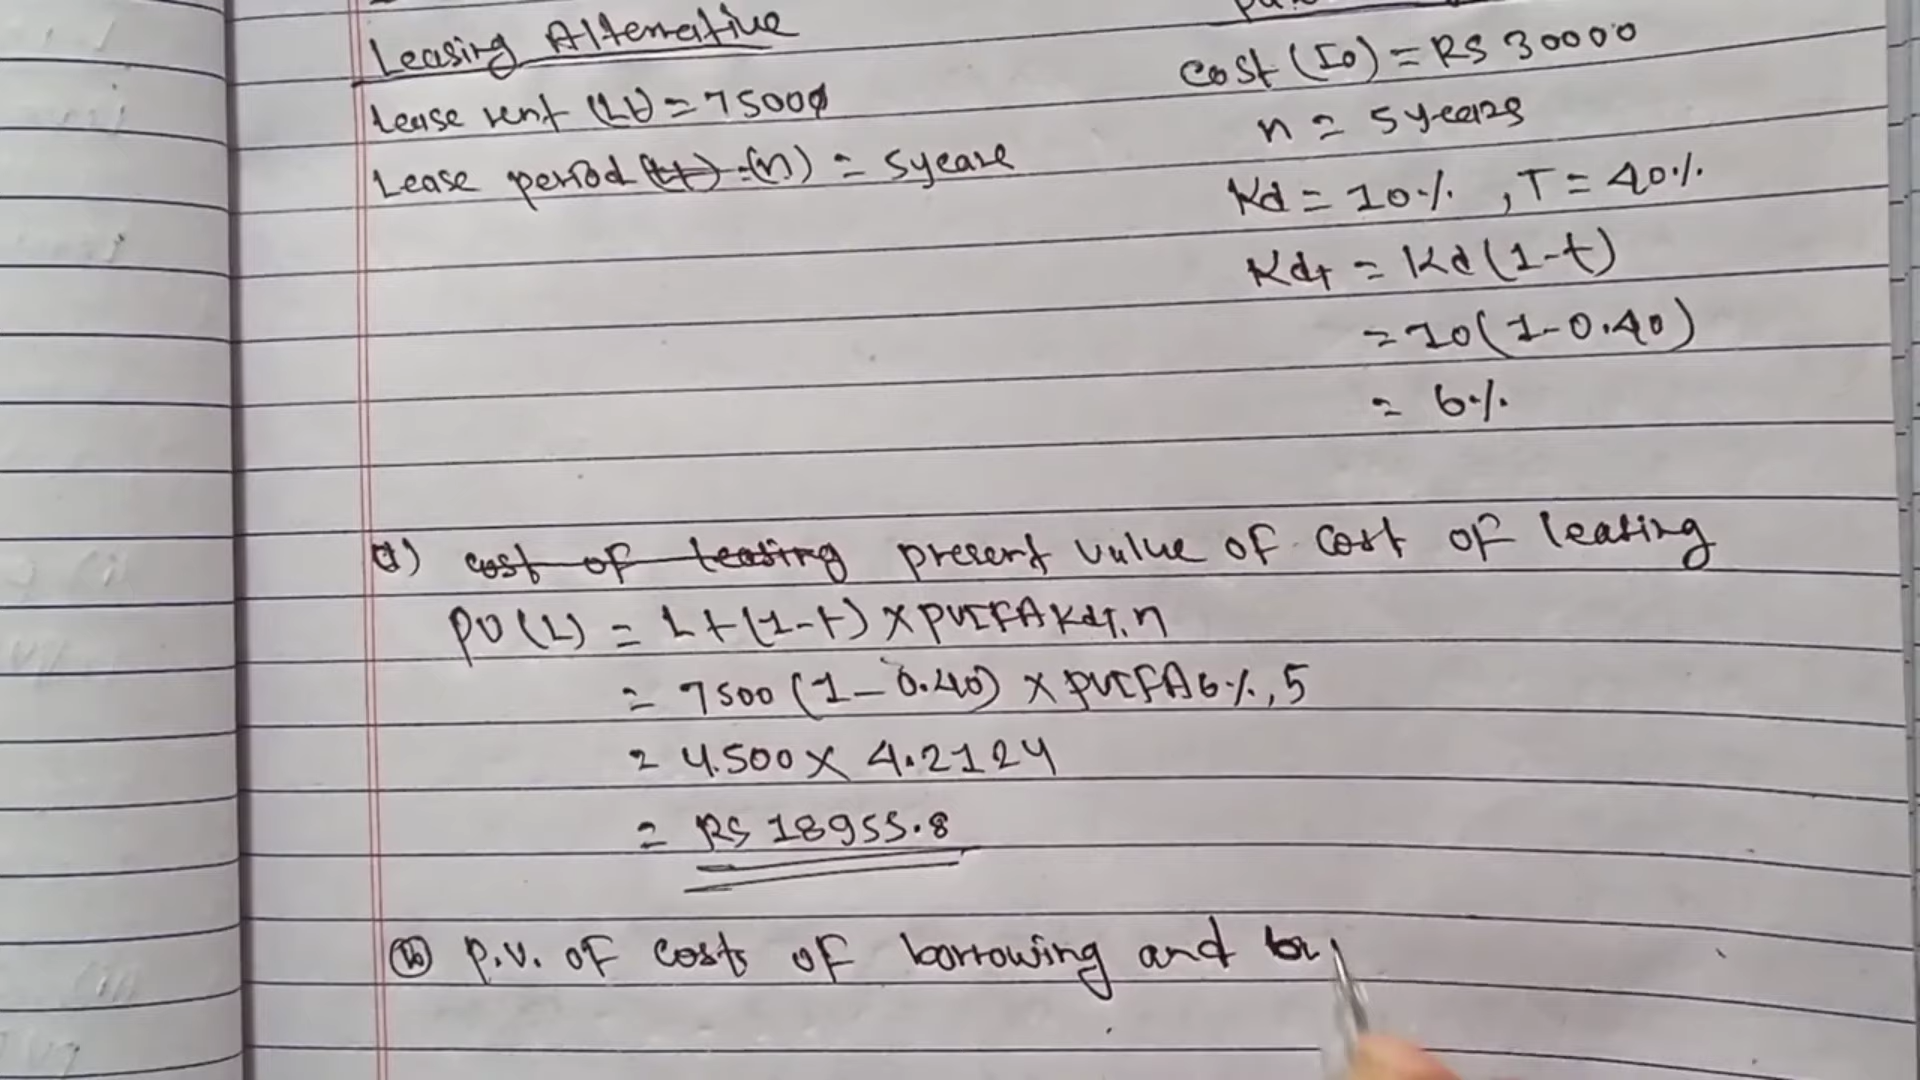 Leasing Alternative
Lease rent (Lt) = 7500
Lease period (n) = 5 yeare
Cost (I0) = RS 30000
n = 5 years
Kd = 10%, T = 40%
Kdt = Kd(1-t)
= 10(1-0.40)
= 6%
a) cost of leasing present value of cost of leasing
PV(L) = Lt(1-t) × PVIFA Kdt, n
= 7500 (1-0.40) × PVIFA 6%, 5
= 4500 × 4.2124
= RS 18955.8
b) P.V. of costs of borrowing and bu